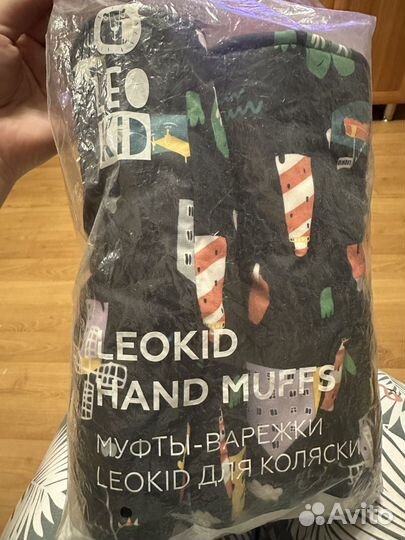 LEO
KID
LEOKID
HAND MUFFS
МУФТЫ-ВАРЕЖКИ
LEOKID ДЛЯ КОЛЯСКИ
Avito